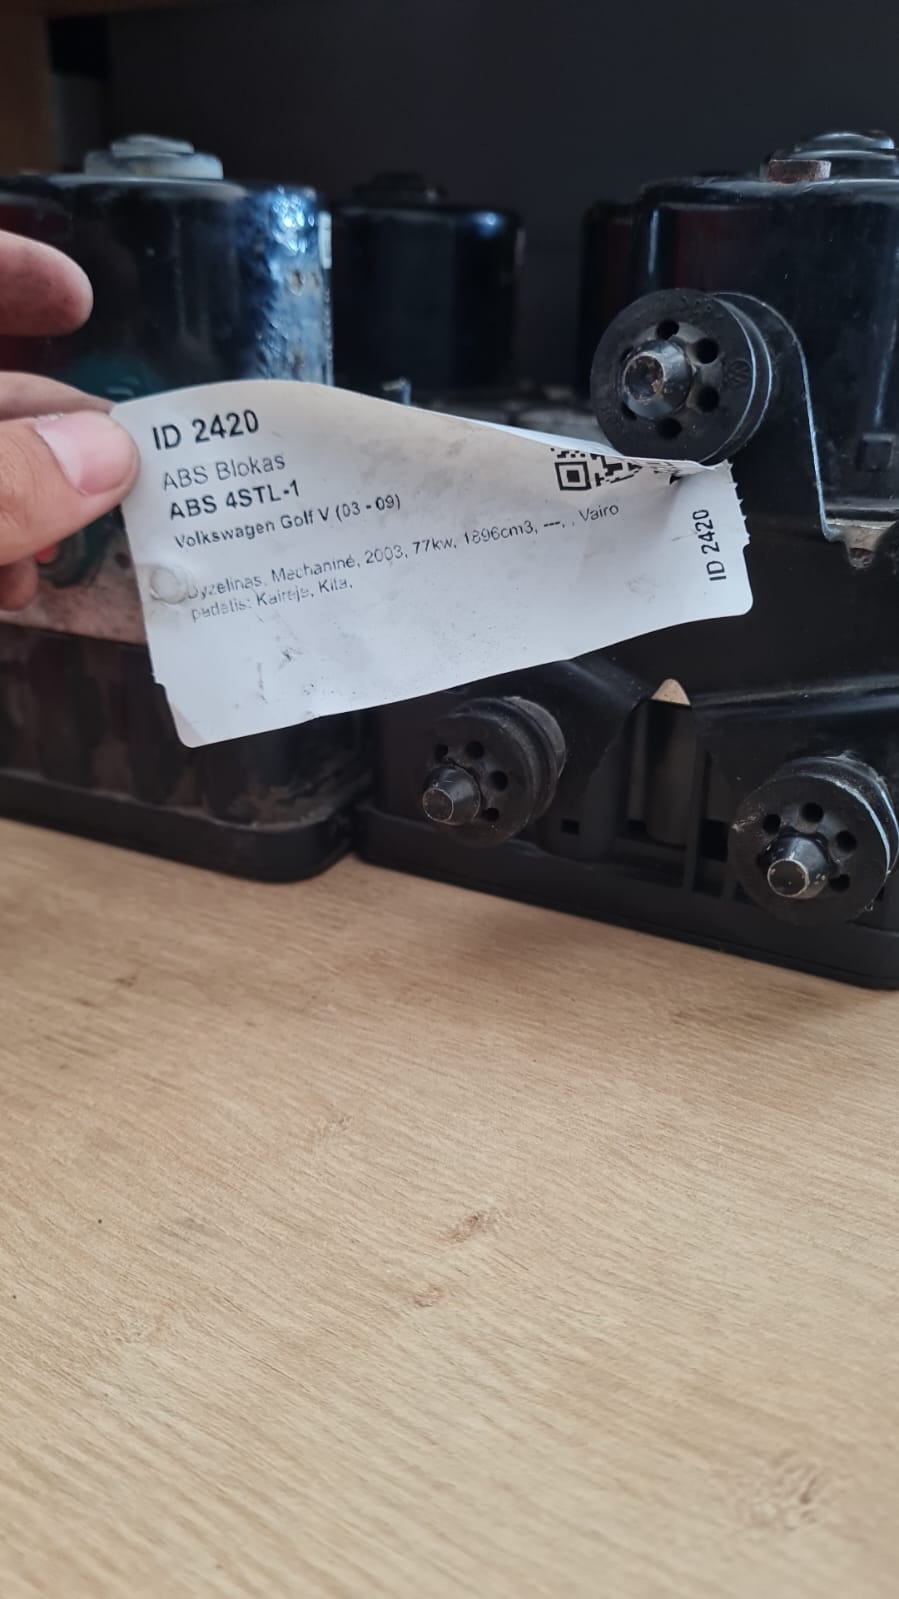 ID 2420
ABS Blokas
ABS 4STL-1
Volkswagen Golf V (03 - 09)
Dyzelinas, Mechaninė, 2003, 77kw, 1896cm3, ---, , Vairo
padėtis: Kairėje, Kita,
ID 2420